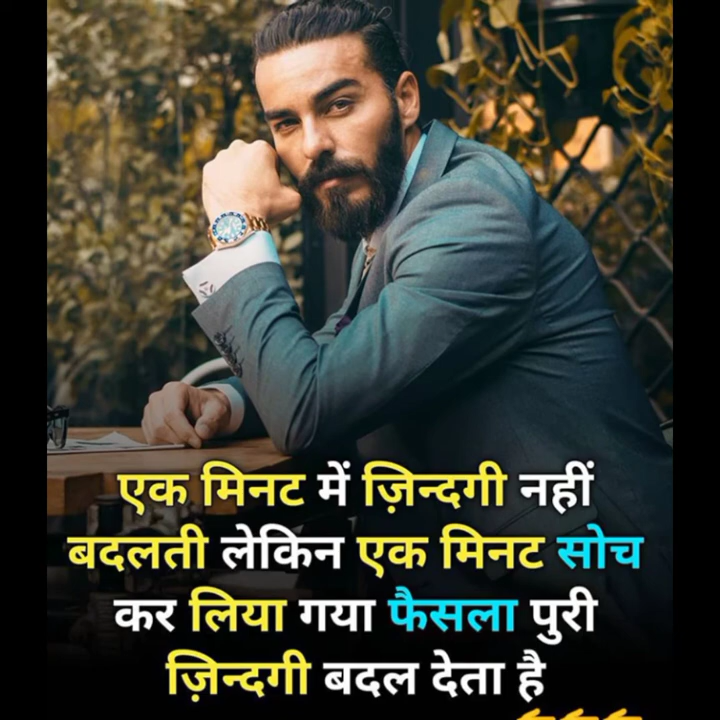 एक मिनट में ज़िन्दगी नहीं
बदलती लेकिन एक मिनट सोच
कर लिया गया फैसला पुरी
ज़िन्दगी बदल देता है